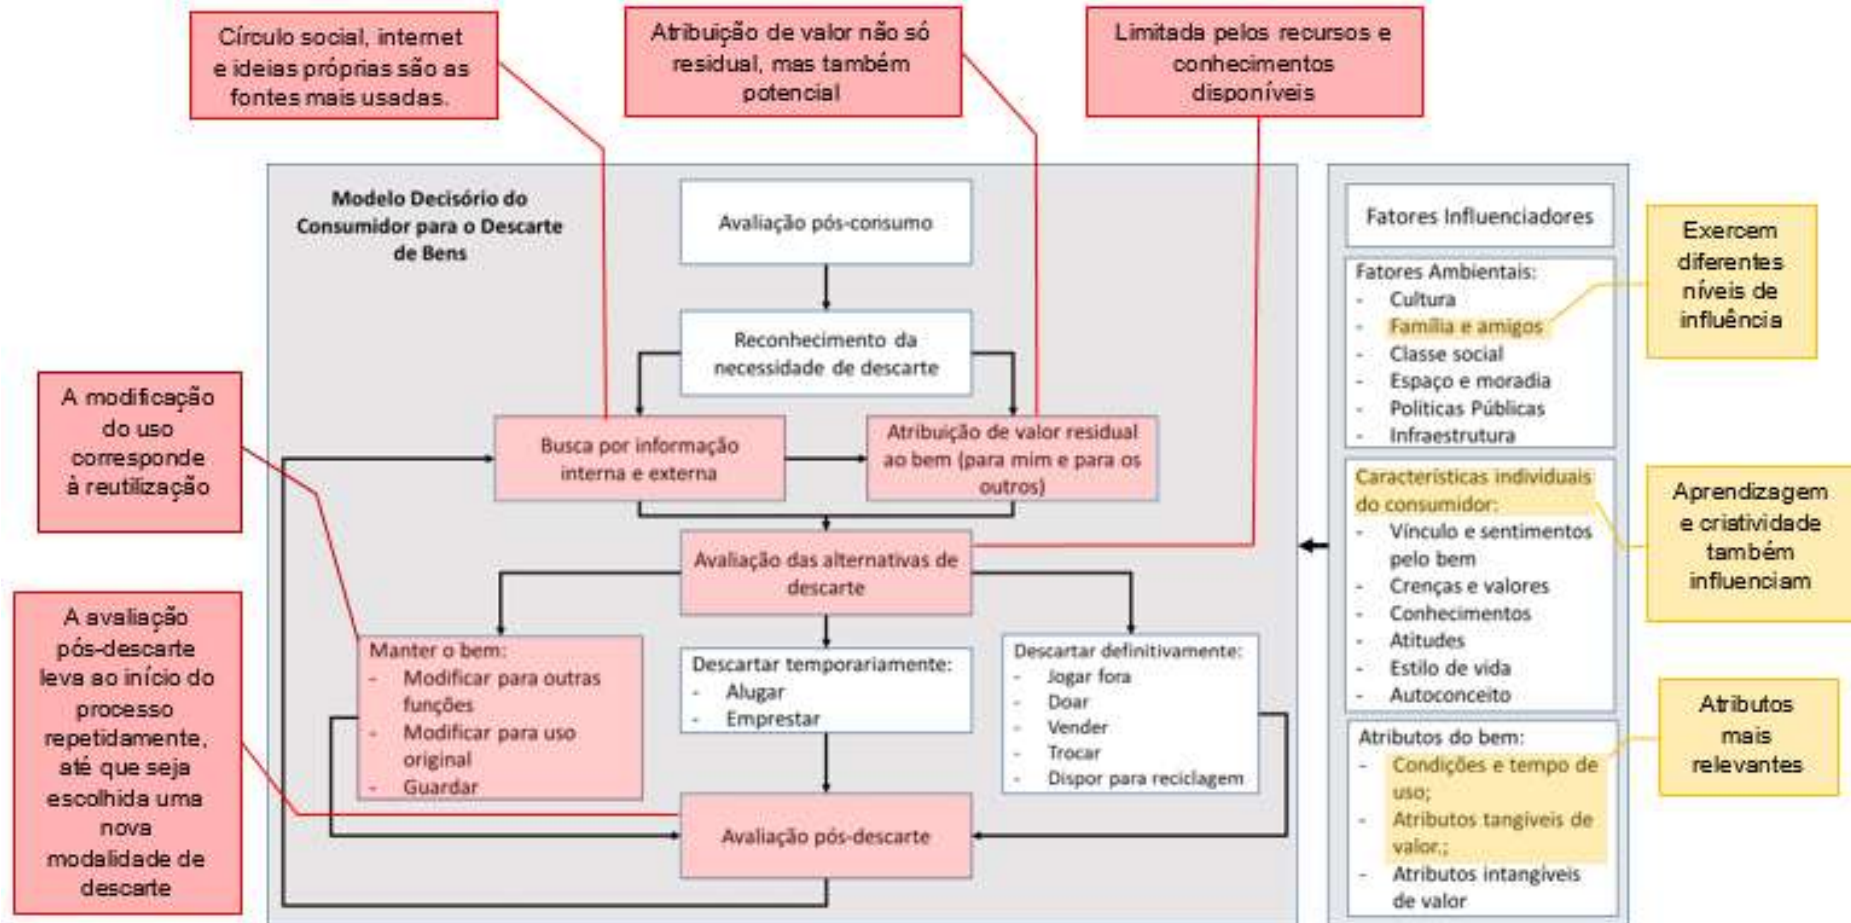 Círculo social, internet
e ideias próprias são as
fontes mais usadas.
Atribuição de valor não só
residual, mas também
potencial
Limitada pelos recursos e
conhecimentos
disponíveis
Modelo Decisório do
Consumidor para o Descarte
de Bens
Avaliação pós-consumo
Reconhecimento da
necessidade de descarte
Busca por informação
interna e externa
Atribuição de valor residual
ao bem (para mim e para os
outros)
Avaliação das alternativas de
descarte
Manter o bem:
- Modificar para outras
funções
- Modificar para uso
original
- Guardar
Descartar temporariamente:
- Alugar
- Emprestar
Descartar definitivamente:
- Jogar fora
- Doar
- Vender
- Trocar
- Dispor para reciclagem
Avaliação pós-descarte
A modificação
do uso
corresponde
à reutilização
A avaliação
pós-descarte
leva ao início do
processo
repetidamente,
até que seja
escolhida uma
nova
modalidade de
descarte
Fatores Influenciadores
Fatores Ambientais:
- Cultura
- Família e amigos
- Classe social
- Espaço e moradia
- Políticas Públicas
- Infraestrutura
Características individuais
do consumidor:
- Vínculo e sentimentos
pelo bem
- Crenças e valores
- Conhecimentos
- Atitudes
- Estilo de vida
- Autoconceito
Atributos do bem:
- Condições e tempo de
uso;
- Atributos tangíveis de
valor.;
- Atributos intangíveis
de valor
Exercem
diferentes
níveis de
influência
Aprendizagem
e criatividade
também
influenciam
Atributos
mais
relevantes